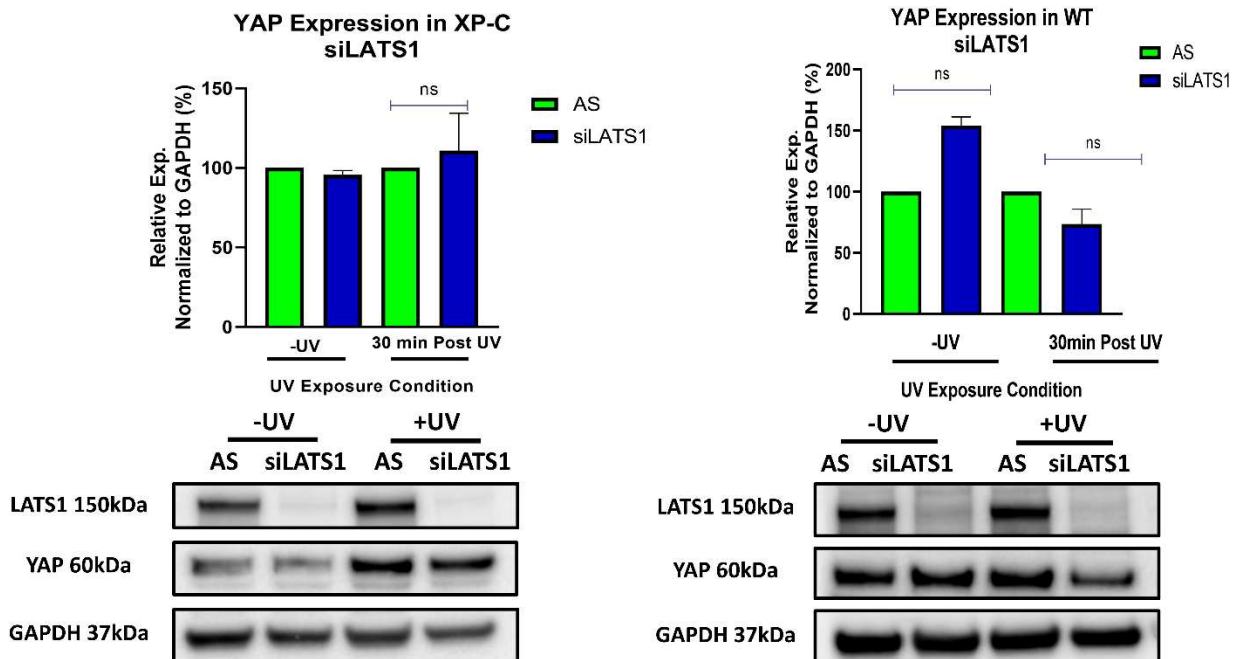 YAP Expression in XP-C
siLATS1
150
100
50
0
Relative Exp.
Normalized to GAPDH (%)
ns
AS
siLATS1
-UV
30 min Post UV
UV Exposure Condition
-UV +UV
AS siLATS1 AS siLATS1
LATS1 150kDa
YAP 60kDa
GAPDH 37kDa
YAP Expression in WT
siLATS1
200
150
100
50
0
Relative Exp.
Normalized to GAPDH (%)
ns
ns
AS
siLATS1
-UV
30min Post UV
UV Exposure Condition
-UV +UV
AS siLATS1 AS siLATS1
LATS1 150kDa
YAP 60kDa
GAPDH 37kDa